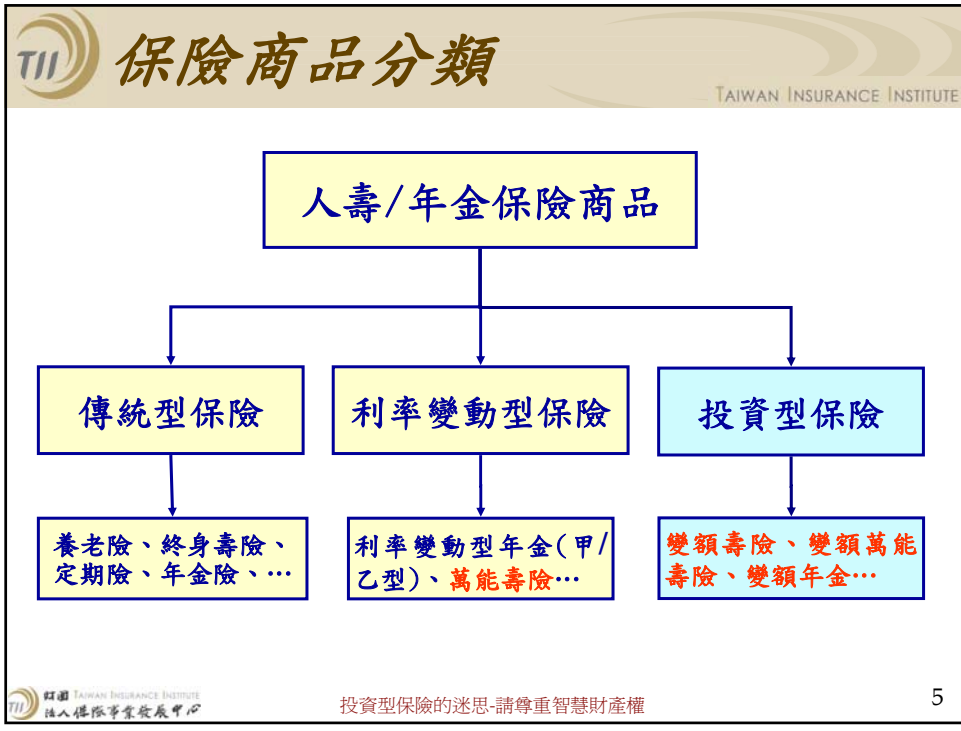 TII
保險商品分類
TAIWAN INSURANCE INSTITUTE
人壽/年金保險商品
傳統型保險
利率變動型保險
投資型保險
養老險、終身壽險、
定期險、年金險、…
利率變動型年金(甲/
乙型)、萬能壽險…
變額壽險、變額萬能
壽險、變額年金…
TII
財團 TAIWAN INSURANCE INSTITUTE
法人保險事業發展中心
投資型保險的迷思-請尊重智慧財產權
5